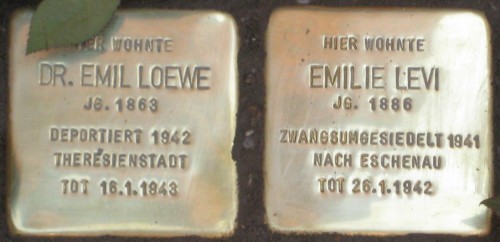 HIER WOHNTE
DR. EMIL LOEWE
JG. 1863
DEPORTIERT 1942
THERESIENSTADT
TOT 16.1.1943
HIER WOHNTE
EMILIE LEVI
JG. 1886
ZWANGSUMGESIEDELT 1941
NACH ESCHENAU
TOT 26.1.1942